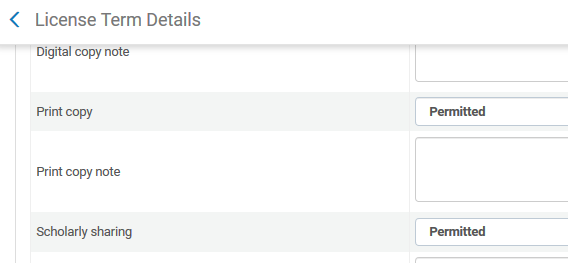 License Term Details
Digital copy note
Print copy
Permitted
Print copy note
Scholarly sharing
Permitted